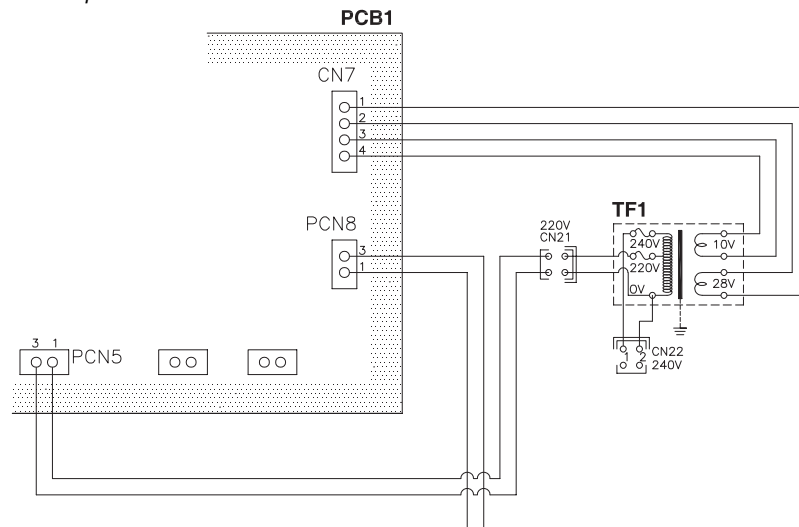 PCB1
CN7
1
2
3
4
PCN8
3
1
3 1
PCN5
220V
CN21
TF1
240V
220V
0V
10V
28V
1 2
CN22
240V